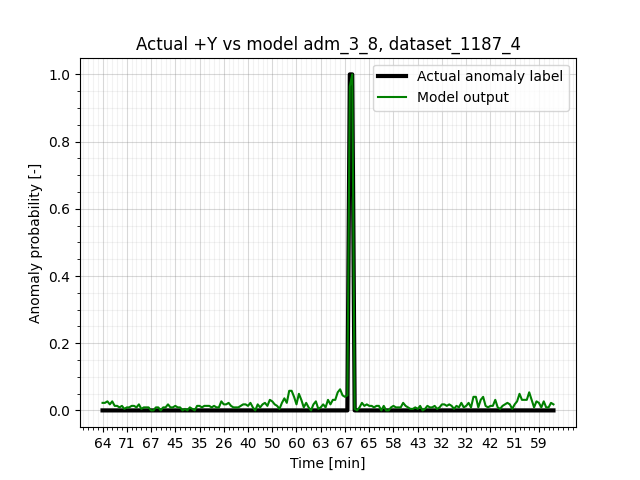 Actual +Y vs model adm_3_8, dataset_1187_4
Actual anomaly label
Model output
Anomaly probability [-]
1.0
0.8
0.6
0.4
0.2
0.0
64 71 67 45 35 26 40 50 60 63 67 65 58 43 32 32 42 51 59
Time [min]